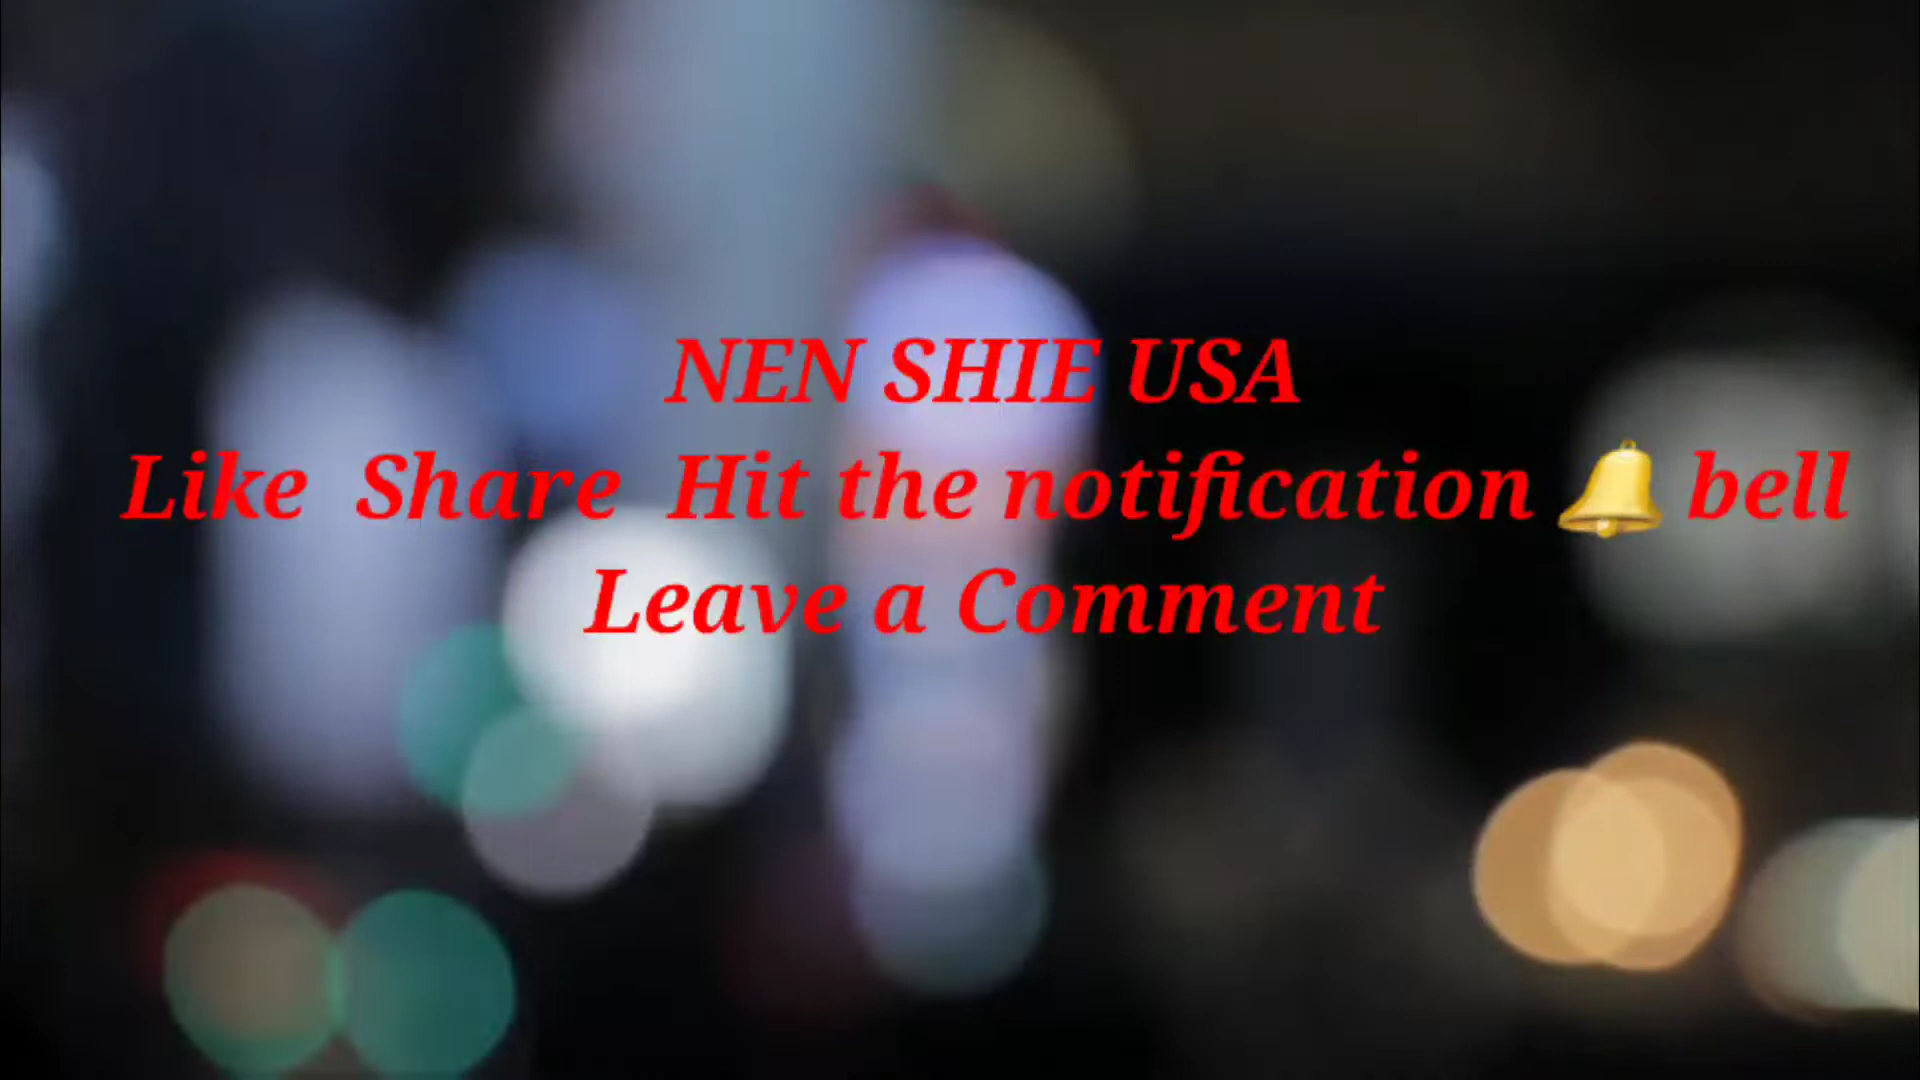 NEN SHIE USA
Like  Share  Hit the notification 🔔 bell
Leave a Comment